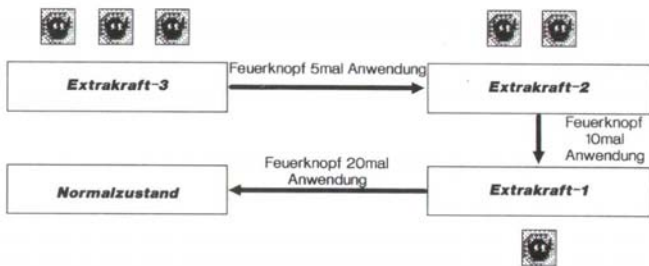 Extrakraft-3
Feuerknopf 5mal Anwendung
Extrakraft-2
Feuerknopf
10mal
Anwendung
Feuerknopf 20mal
Anwendung
Normalzustand
Extrakraft-1